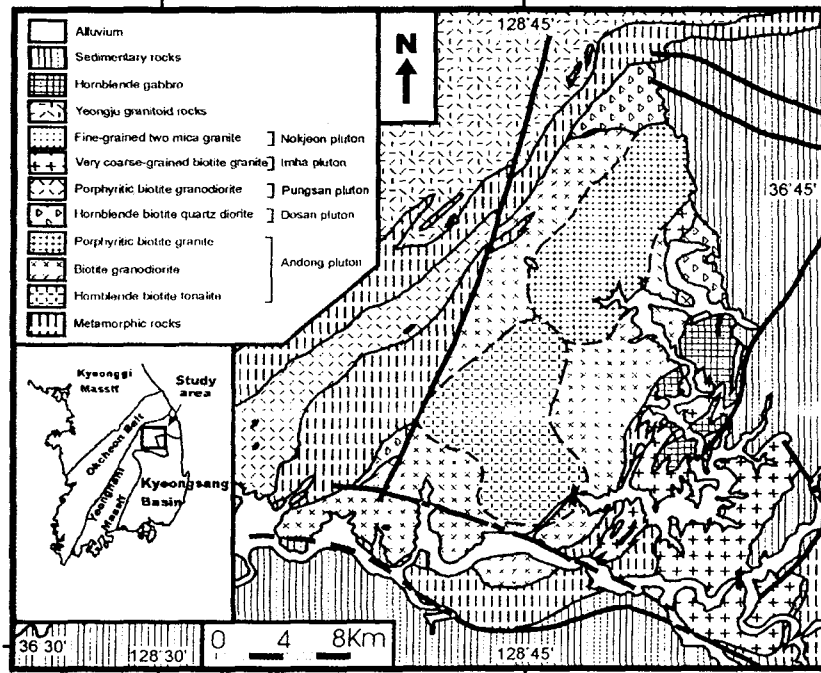 128°45'
Alluvium
Sedimentary rocks
Hornblende gabbro
Yeongju granitoid rocks
Fine-grained two mica granite ] Nokjeon pluton
Very coarse-grained biotite granite ] Imha pluton
Porphyritic biotite granodiorite ] Pungsan pluton
Hornblende biotite quartz diorite ] Dosan pluton
Porphyritic biotite granite
Biotite granodiorite
Andong pluton
Hornblende biotite tonalite
Metamorphic rocks
N
36°45'
Kyeonggi
Massif
Study
area
Okcheon Belt
Yeongnam
Massif
Kyeongsang
Basin
36°30'
128°30'
0 4 8Km
128°45'